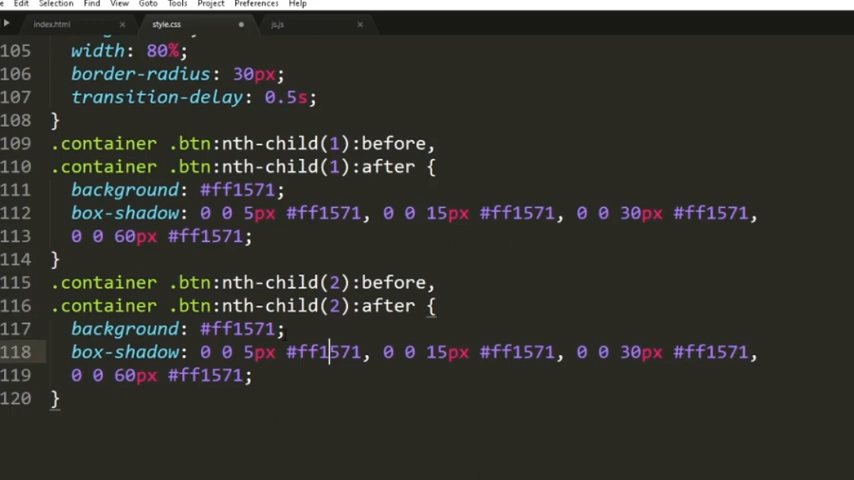 Edit Selection Find View Goto Tools Project Preferences Help
index.html × style.css js.js ×
105 width: 80%;
106 border-radius: 30px;
107 transition-delay: 0.5s;
108 }
109 .container .btn:nth-child(1):before,
110 .container .btn:nth-child(1):after {
111 background: #ff1571;
112 box-shadow: 0 0 5px #ff1571, 0 0 15px #ff1571, 0 0 30px #ff1571,
113 0 0 60px #ff1571;
114 }
115 .container .btn:nth-child(2):before,
116 .container .btn:nth-child(2):after {
117 background: #ff1571;
118 box-shadow: 0 0 5px #ff1571, 0 0 15px #ff1571, 0 0 30px #ff1571,
119 0 0 60px #ff1571;
120 }